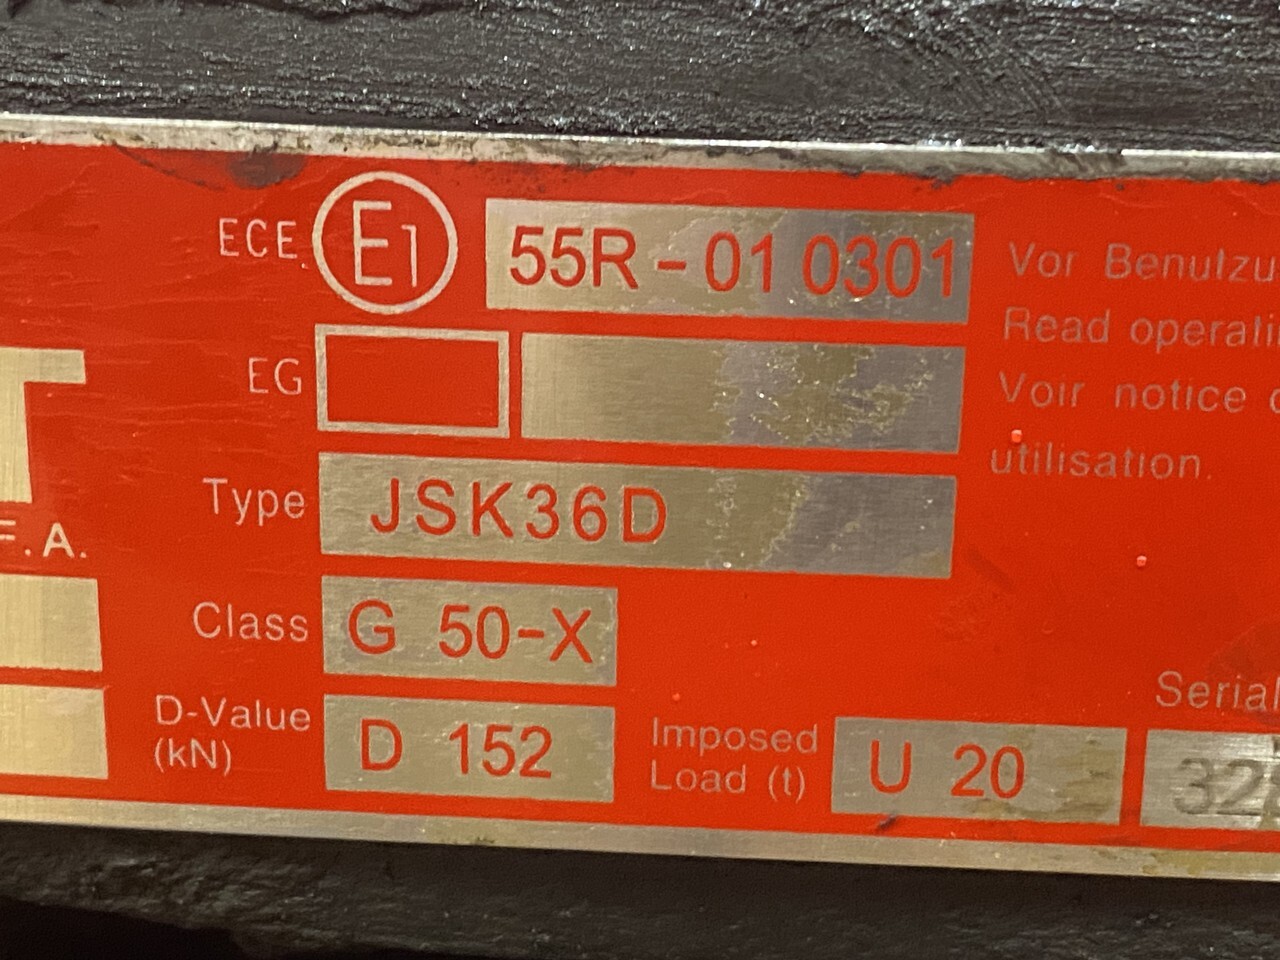 ECE E1 55R-01 0301
EG
Type JSK36D
Class G 50-X
D-Value (kN) D 152
Imposed Load (t) U 20
T
F.A.
Vor Benutzu
Read operati
Voir notice
utilisation.
Serial
32